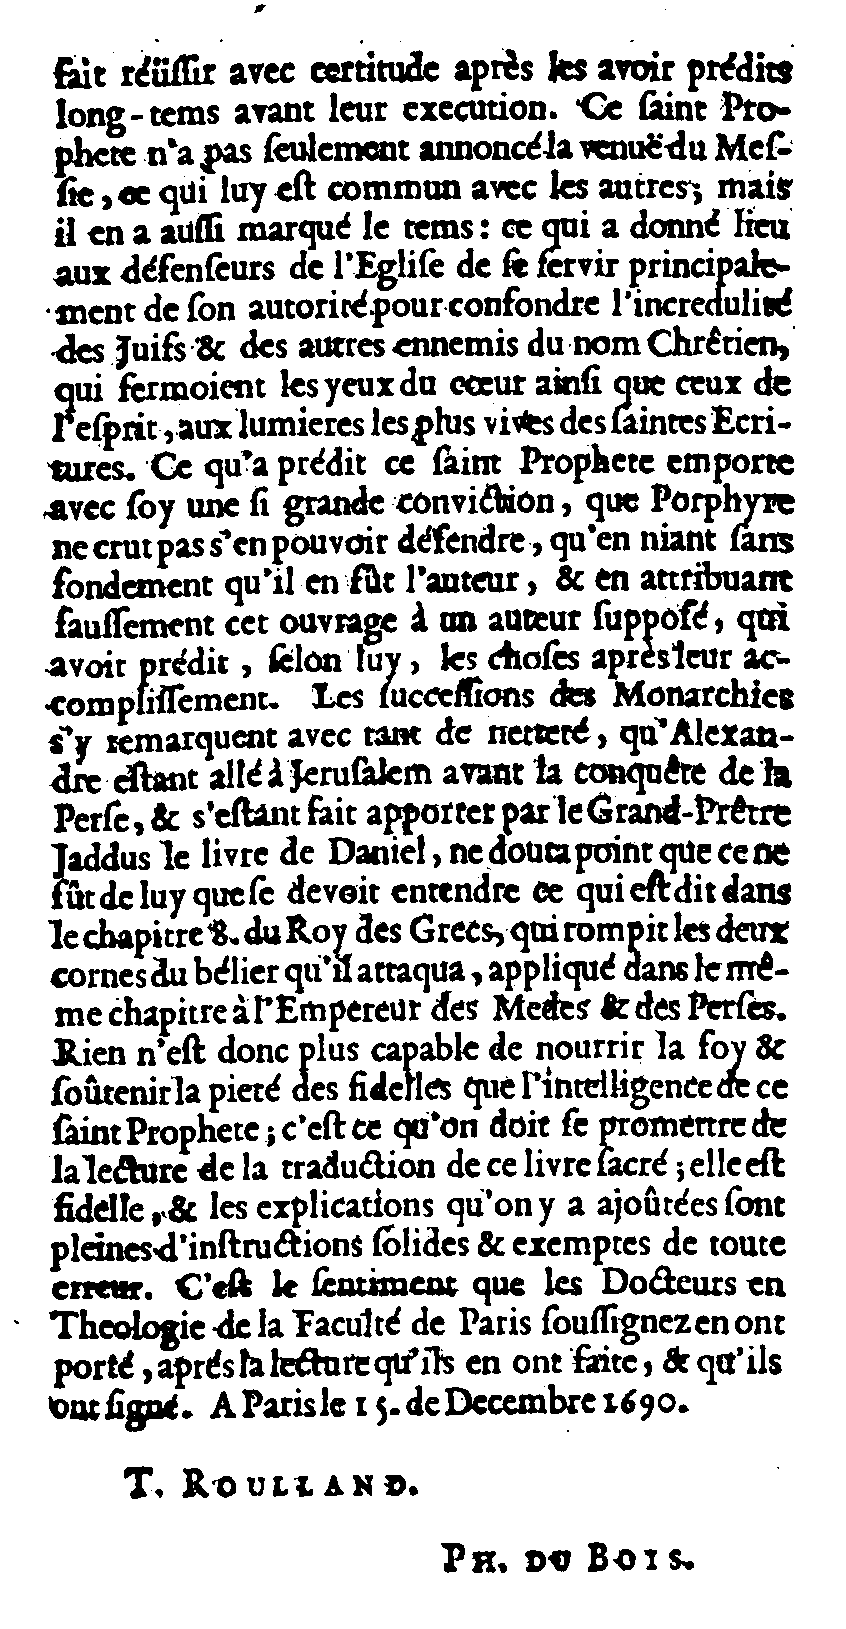 fait réüſſir avec certitude après les avoir prédits
long-tems avant leur execution. Ce ſaint Pro-
phete n'a pas ſeulement annoncé la venuë du Meſ-
ſie, ce qui luy eſt commun avec les autres; mais
il en a auſſi marqué le tems: ce qui a donné lieu
aux défenſeurs de l'Egliſe de ſe ſervir principale-
ment de ſon autorité pour confondre l'incredulité
des Juifs & des autres ennemis du nom Chrêtien,
qui fermoient les yeux du cœur ainſi que ceux de
l'eſprit, aux lumieres les plus vives des ſaintes Ecri-
tures. Ce qu'a prédit ce ſaint Prophete emporte
avec ſoy une ſi grande conviction, que Porphyre
ne crut pas s'en pouvoir défendre, qu'en niant ſans
fondement qu'il en fût l'auteur, & en attribuant
fauſſement cet ouvrage à un auteur ſuppoſé, qui
avoit prédit, ſelon luy, les choſes aprés leur ac-
compliſſement. Les ſucceſſions des Monarchies
s'y remarquent avec tant de netteté, qu'Alexan-
dre eſtant allé à Jeruſalem avant la conquête de la
Perſe, & s'eſtant fait apporter par le Grand-Prêtre
Jaddus le livre de Daniel, ne douta point que ce ne
fût de luy que ſe devoit entendre ce qui eſt dit dans
le chapitre 8. du Roy des Grecs, qui rompit les deux
cornes du bélier qu'il attaqua, appliqué dans le mê-
me chapitre à l'Empereur des Medes & des Perſes.
Rien n'eſt donc plus capable de nourrir la foy &
ſoûtenir la pieté des fidelles que l'intelligence de ce
ſaint Prophete; c'eſt ce qu'on doit ſe promettre de
la lecture de la traduction de ce livre ſacré; elle eſt
fidelle, & les explications qu'on y a ajoûtées ſont
pleines d'inſtructions ſolides & exemptes de toute
erreur. C'eſt le ſentiment que les Docteurs en
Theologie de la Faculté de Paris ſouſſignez en ont
porté, aprés la lecture qu'ils en ont faite, & qu'ils
ont ſigné. A Paris le 15. de Decembre 1690.
T. ROULLAND.
PH. DU BOIS.